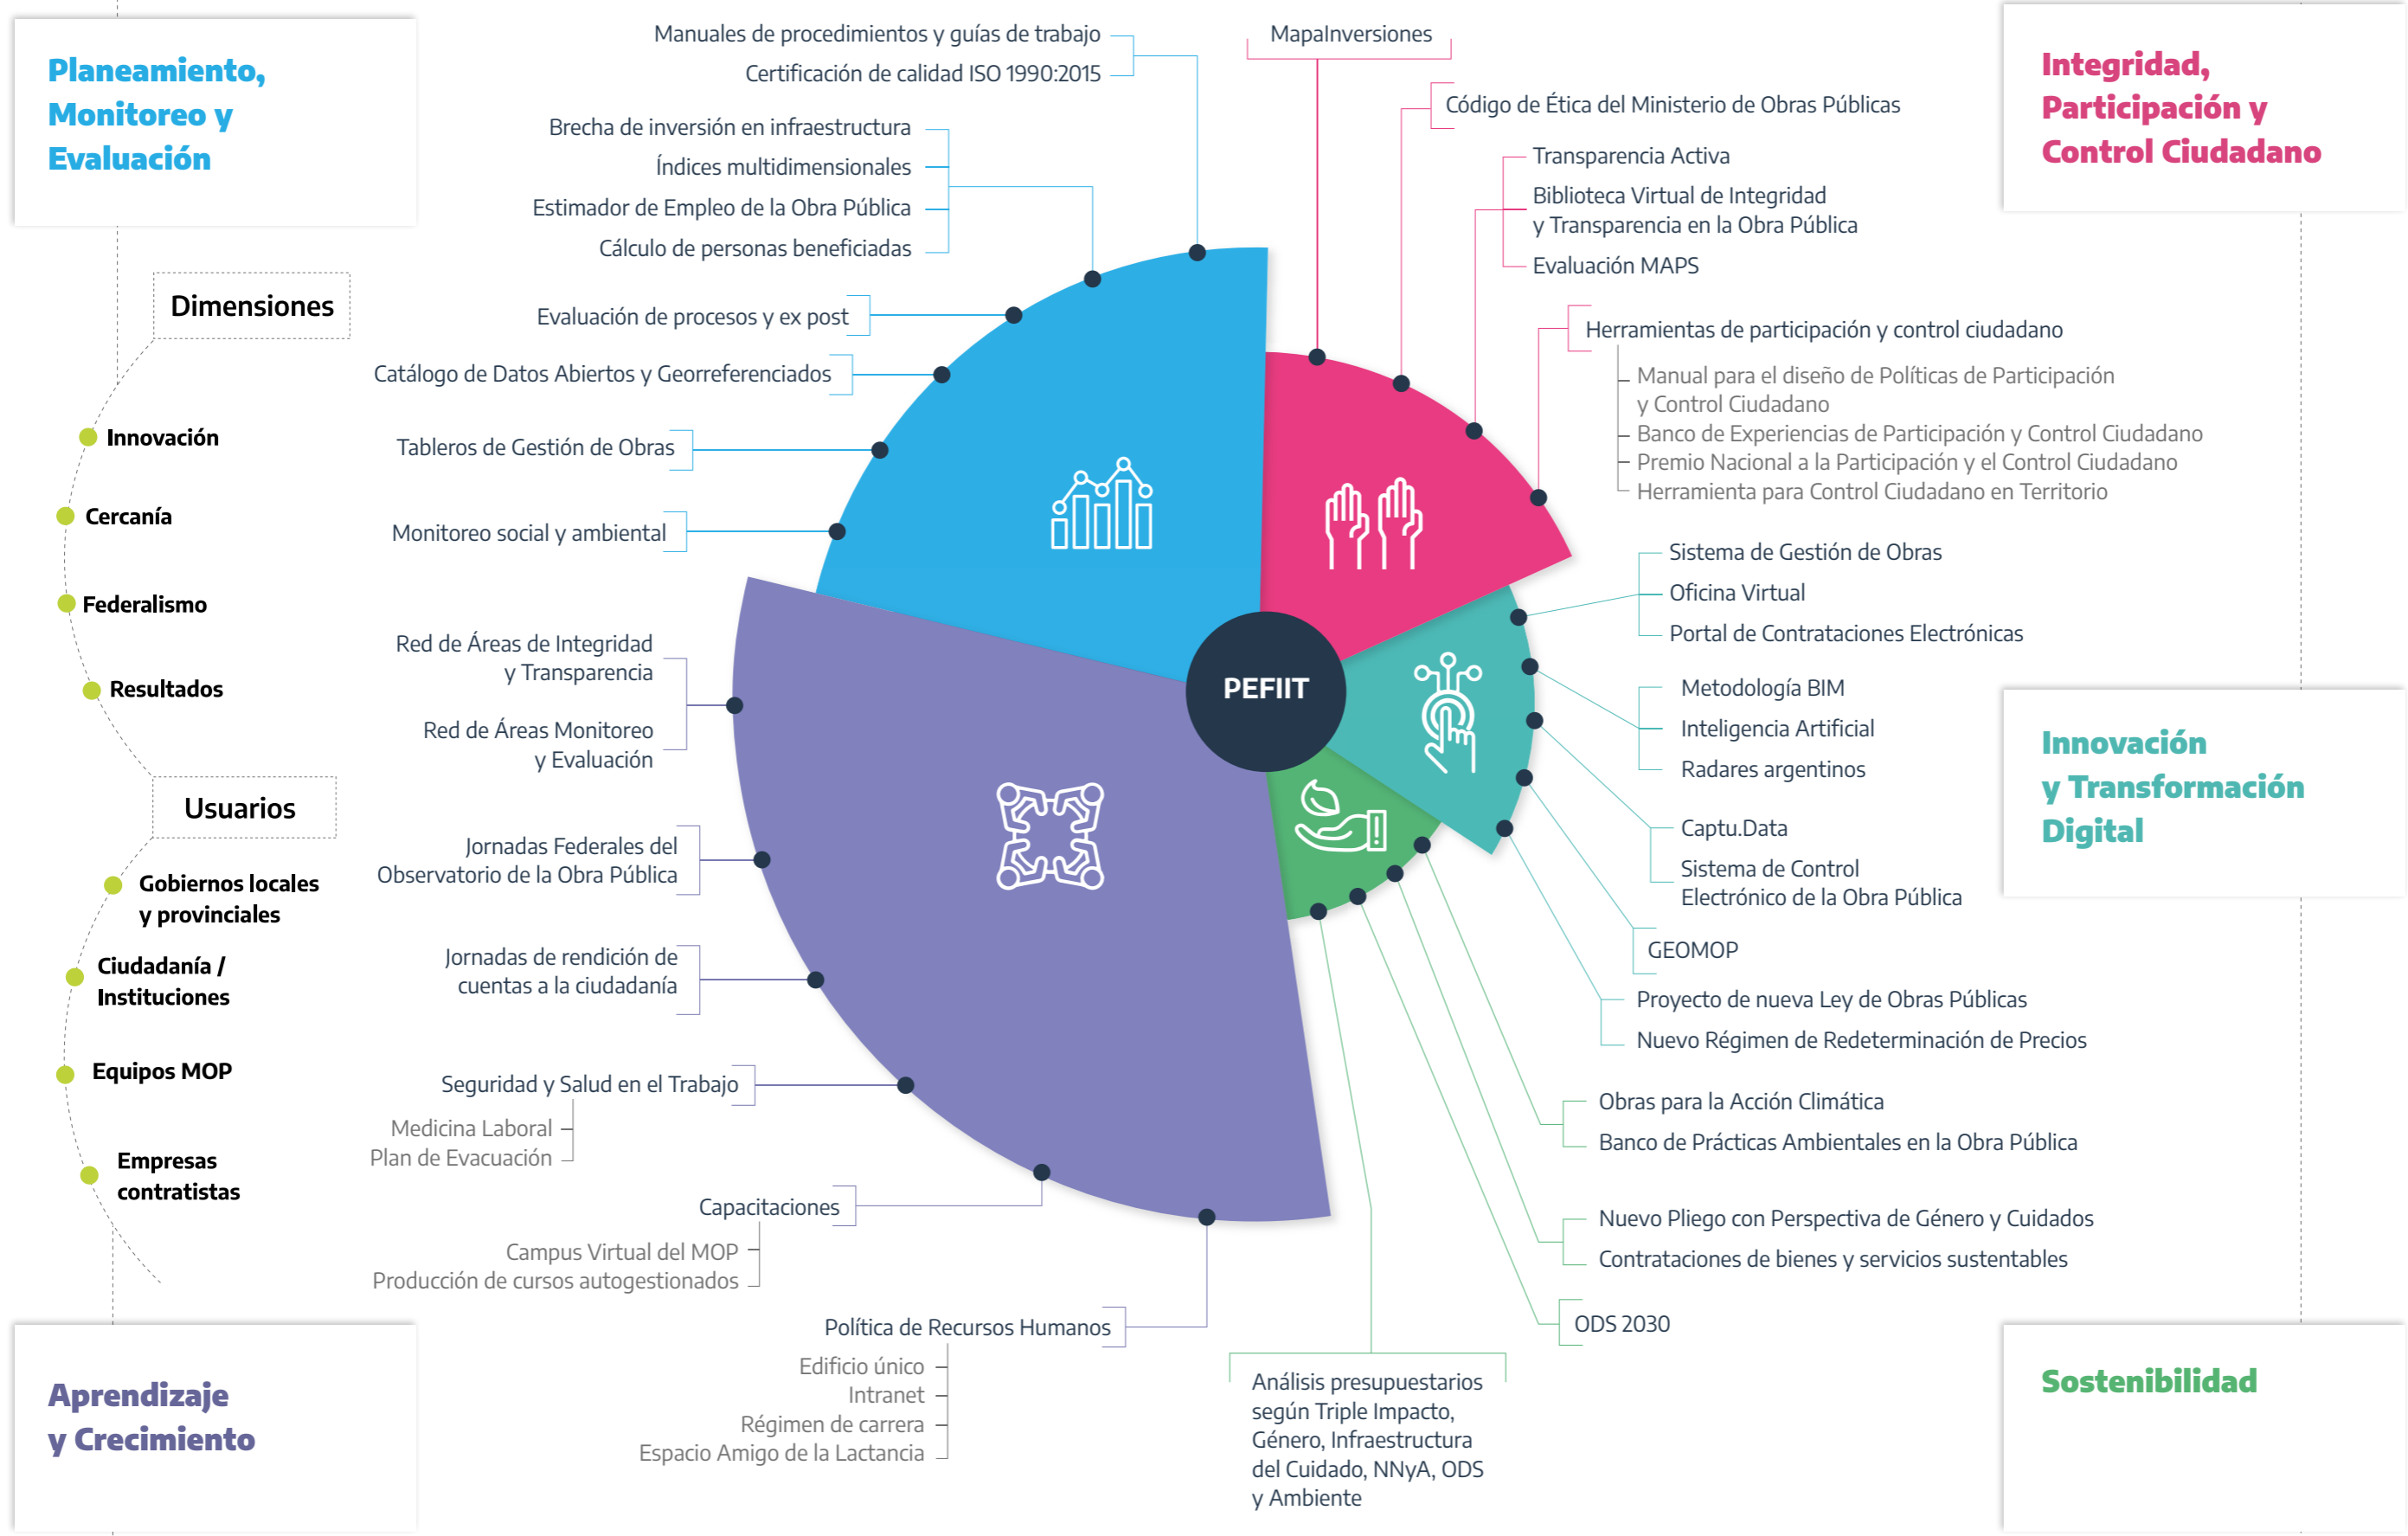 Planeamiento,
Monitoreo y
Evaluación
Manuales de procedimientos y guías de trabajo
Certificación de calidad ISO 1990:2015
Brecha de inversión en infraestructura
Índices multidimensionales
Estimador de Empleo de la Obra Pública
Cálculo de personas beneficiadas
Evaluación de procesos y ex post
Catálogo de Datos Abiertos y Georreferenciados
Tableros de Gestión de Obras
Monitoreo social y ambiental
MapaInversiones
Código de Ética del Ministerio de Obras Públicas
Transparencia Activa
Biblioteca Virtual de Integridad
y Transparencia en la Obra Pública
Evaluación MAPS
Herramientas de participación y control ciudadano
Manual para el diseño de Políticas de Participación
y Control Ciudadano
Banco de Experiencias de Participación y Control Ciudadano
Premio Nacional a la Participación y el Control Ciudadano
Herramienta para Control Ciudadano en Territorio
Integridad,
Participación y
Control Ciudadano
Dimensiones
Innovación
Cercanía
Federalismo
Resultados
Usuarios
Gobiernos locales
y provinciales
Ciudadanía /
Instituciones
Equipos MOP
Empresas
contratistas
PEFIIT
Sistema de Gestión de Obras
Oficina Virtual
Portal de Contrataciones Electrónicas
Metodología BIM
Inteligencia Artificial
Radares argentinos
Captu.Data
Sistema de Control
Electrónico de la Obra Pública
GEOMOP
Proyecto de nueva Ley de Obras Públicas
Nuevo Régimen de Redeterminación de Precios
Innovación
y Transformación
Digital
Red de Áreas de Integridad
y Transparencia
Red de Áreas Monitoreo
y Evaluación
Jornadas Federales del
Observatorio de la Obra Pública
Jornadas de rendición de
cuentas a la ciudadanía
Seguridad y Salud en el Trabajo
Medicina Laboral
Plan de Evacuación
Capacitaciones
Campus Virtual del MOP
Producción de cursos autogestionados
Política de Recursos Humanos
Edificio único
Intranet
Régimen de carrera
Espacio Amigo de la Lactancia
Aprendizaje
y Crecimiento
Obras para la Acción Climática
Banco de Prácticas Ambientales en la Obra Pública
Nuevo Pliego con Perspectiva de Género y Cuidados
Contrataciones de bienes y servicios sustentables
ODS 2030
Análisis presupuestarios
según Triple Impacto,
Género, Infraestructura
del Cuidado, NNyA, ODS
y Ambiente
Sostenibilidad